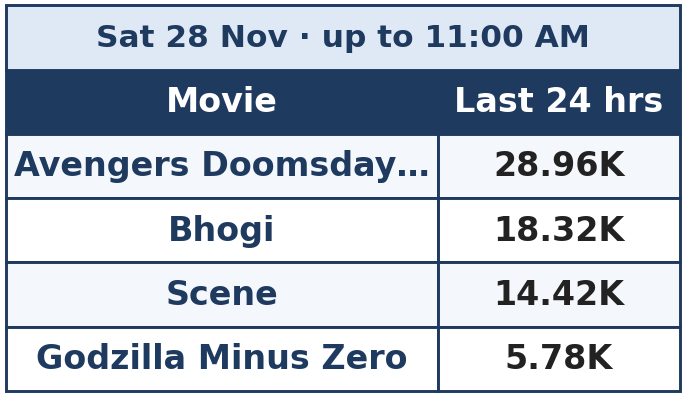 Sat 28 Nov · up to 11:00 AM
Movie Last 24 hrs
Avengers Doomsday… 28.96K
Bhogi 18.32K
Scene 14.42K
Godzilla Minus Zero 5.78K